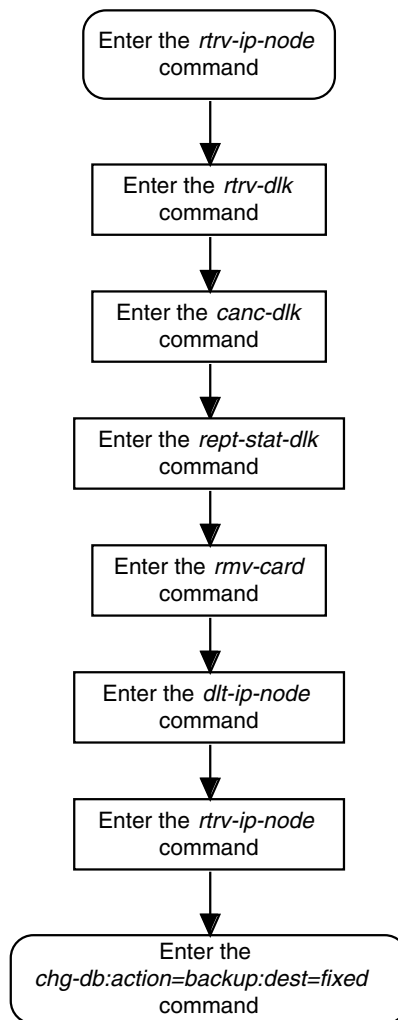 Enter the rtrv-ip-node
command
Enter the rtrv-dlk
command
Enter the canc-dlk
command
Enter the rept-stat-dlk
command
Enter the rmv-card
command
Enter the dlt-ip-node
command
Enter the rtrv-ip-node
command
Enter the
chg-db:action=backup:dest=fixed
command